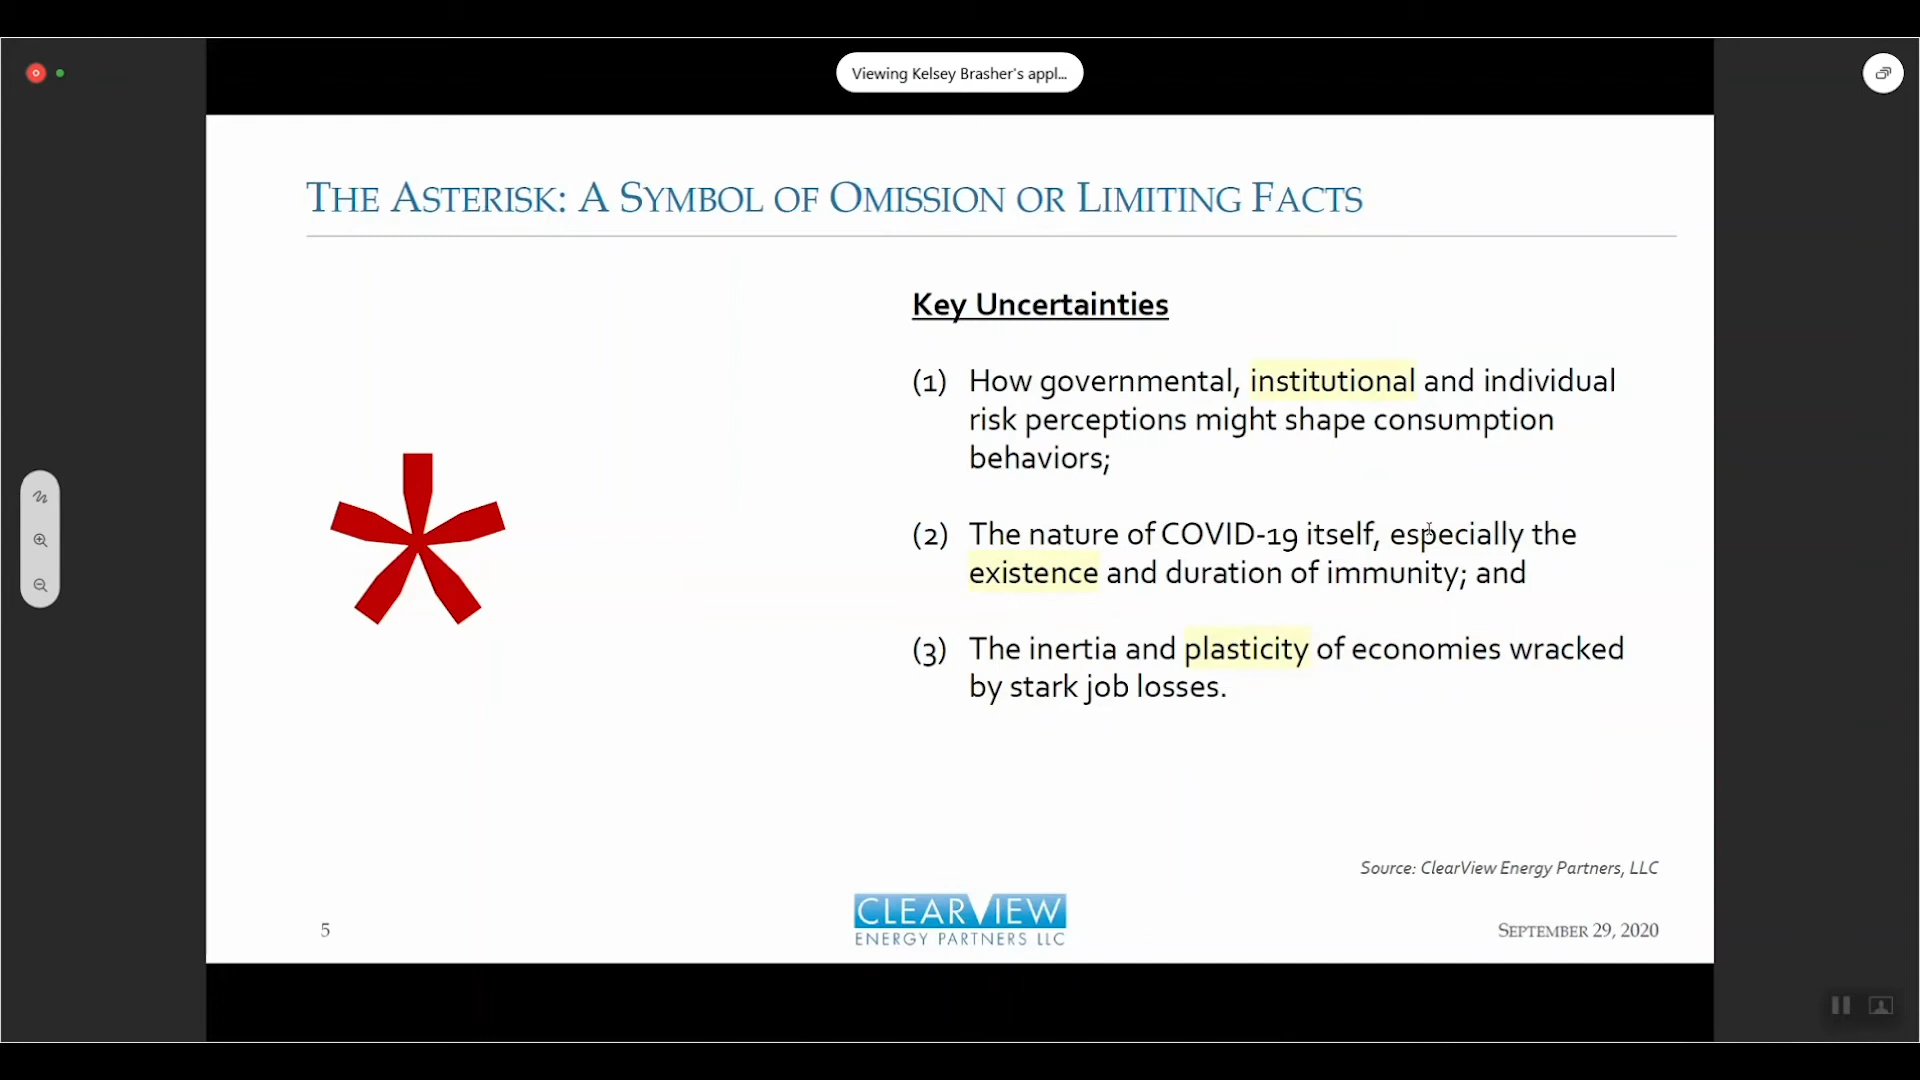 Viewing Kelsey Brasher's appl...
THE ASTERISK: A SYMBOL OF OMISSION OR LIMITING FACTS
Key Uncertainties
(1) How governmental, institutional and individual
risk perceptions might shape consumption
behaviors;
(2) The nature of COVID-19 itself, especially the
existence and duration of immunity; and
(3) The inertia and plasticity of economies wracked
by stark job losses.
*
Source: ClearView Energy Partners, LLC
5
CLEARVIEW
ENERGY PARTNERS LLC
SEPTEMBER 29, 2020